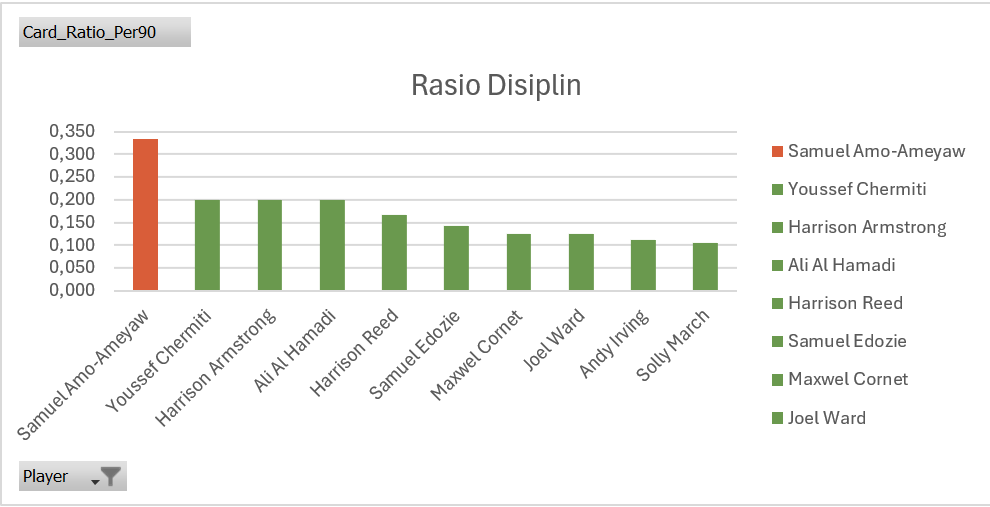 Card_Ratio_Per90
Rasio Disiplin
0,350
0,300
0,250
0,200
0,150
0,100
0,050
0,000
Samuel Amo-Ameyaw
Youssef Chermiti
Harrison Armstrong
Ali Al Hamadi
Harrison Reed
Samuel Edozie
Maxwel Cornet
Joel Ward
Andy Irving
Solly March
Samuel Amo-Ameyaw
Youssef Chermiti
Harrison Armstrong
Ali Al Hamadi
Harrison Reed
Samuel Edozie
Maxwel Cornet
Joel Ward
Player